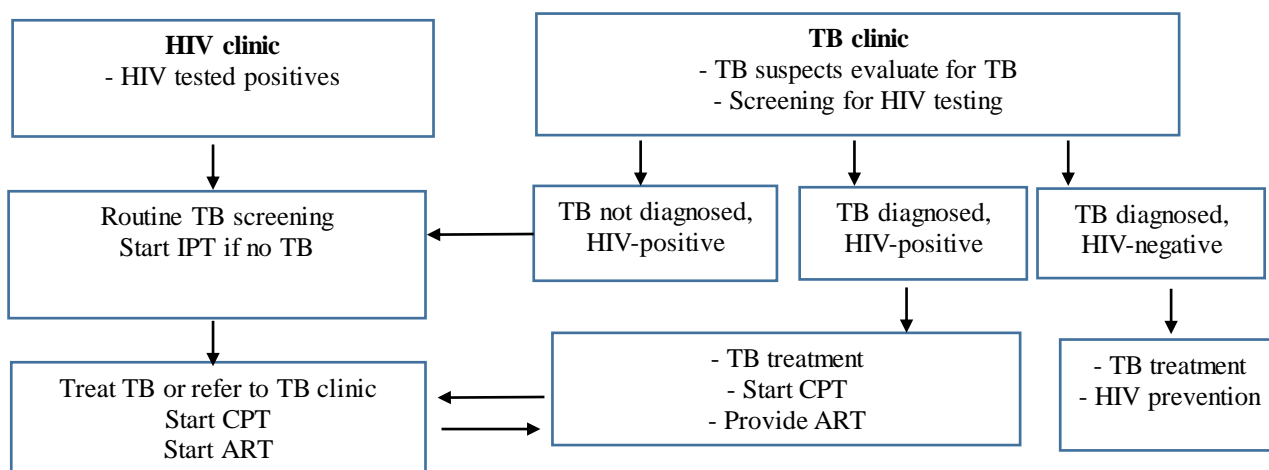 HIV clinic
- HIV tested positives
TB clinic
- TB suspects evaluate for TB
- Screening for HIV testing
Routine TB screening
Start IPT if no TB
TB not diagnosed,
HIV-positive
TB diagnosed,
HIV-positive
TB diagnosed,
HIV-negative
Treat TB or refer to TB clinic
Start CPT
Start ART
- TB treatment
- Start CPT
- Provide ART
- TB treatment
- HIV prevention